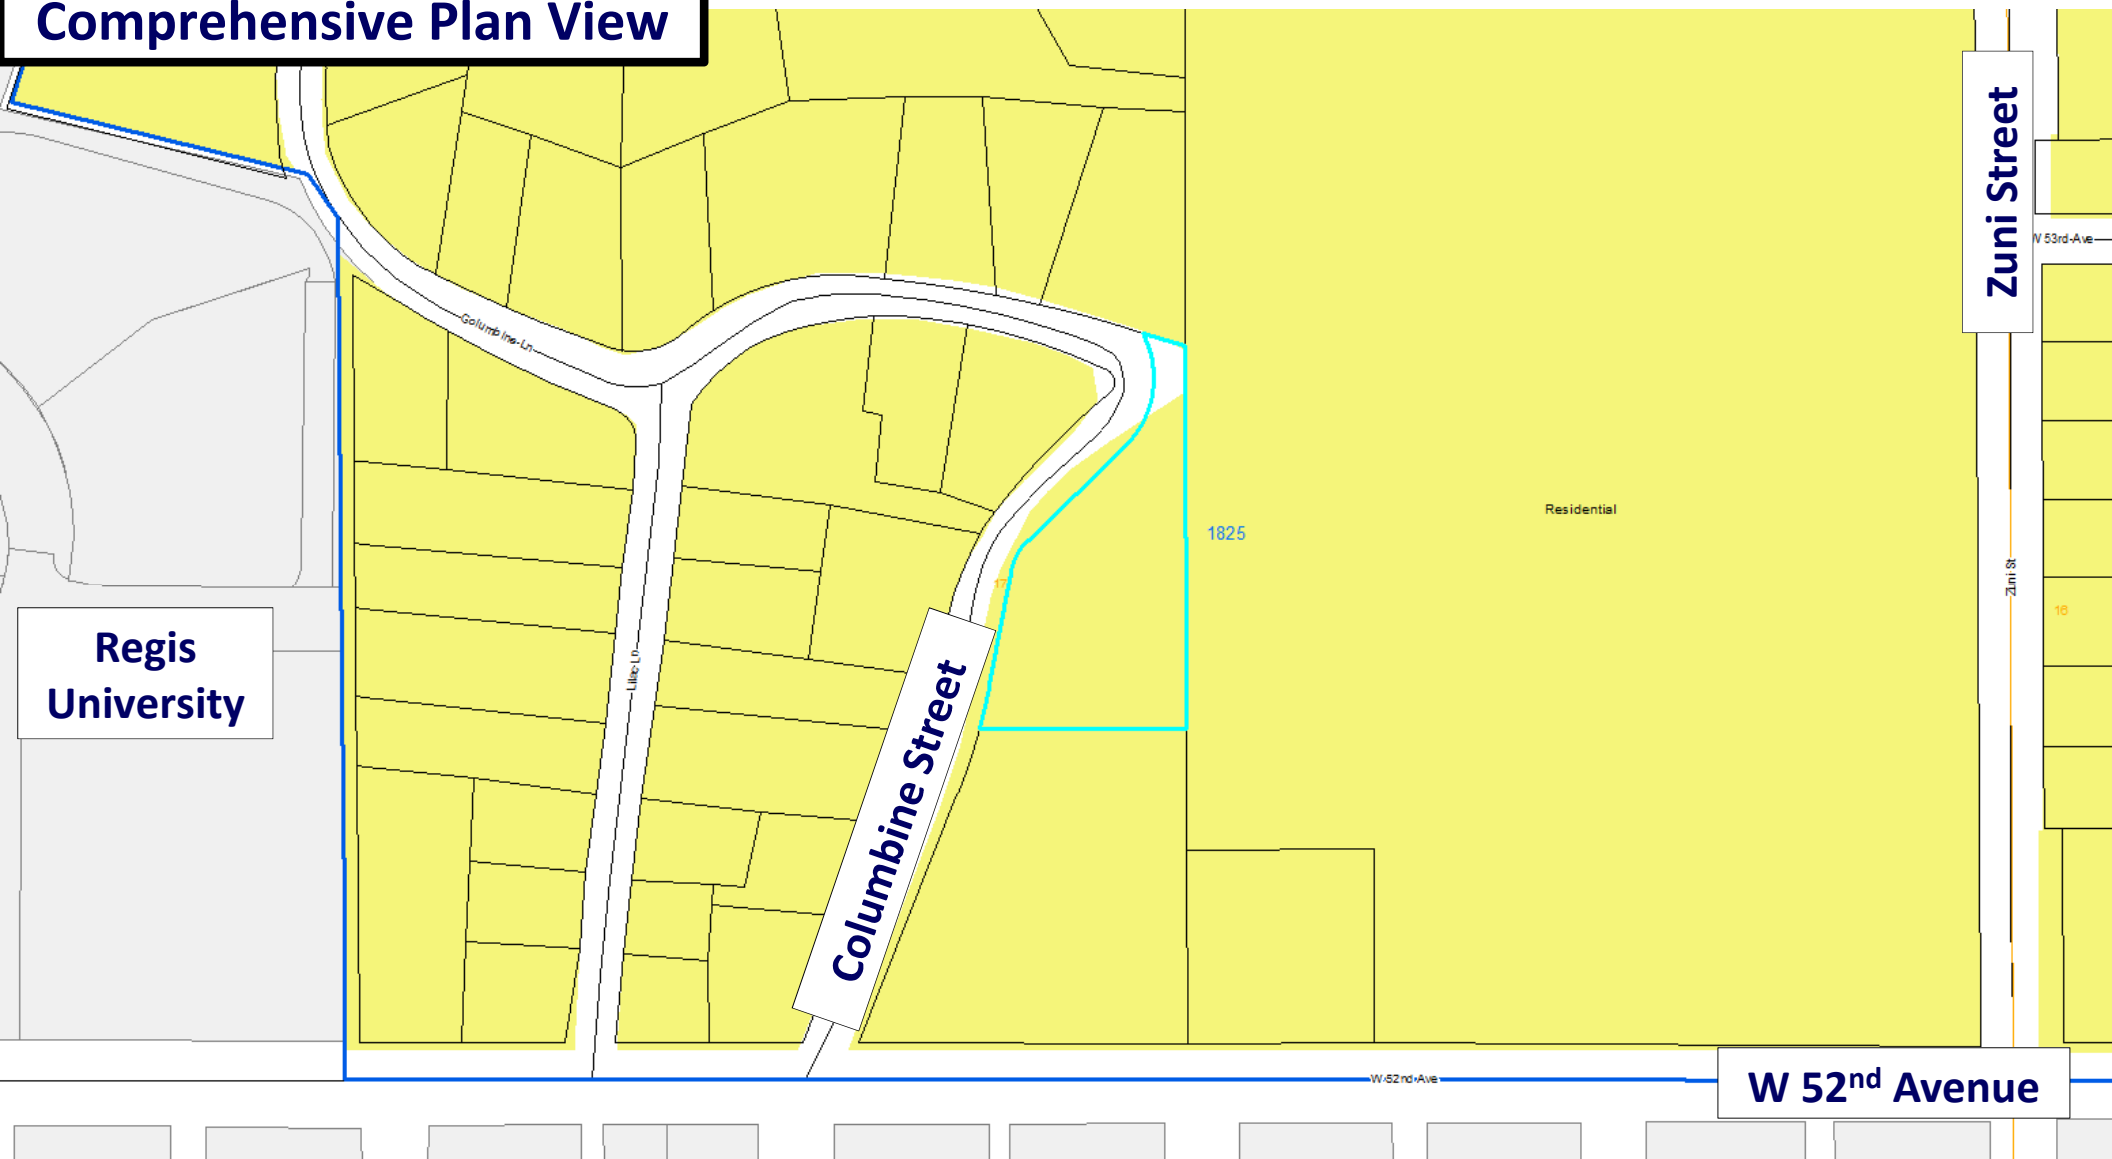 Comprehensive Plan View
Zuni Street
W 53rd-Ave
Columbine-Ln
Residential
1825
Zuni St
17
16
Regis
University
Lilac-Ln
Columbine Street
W 52nd Ave
W 52nd Avenue